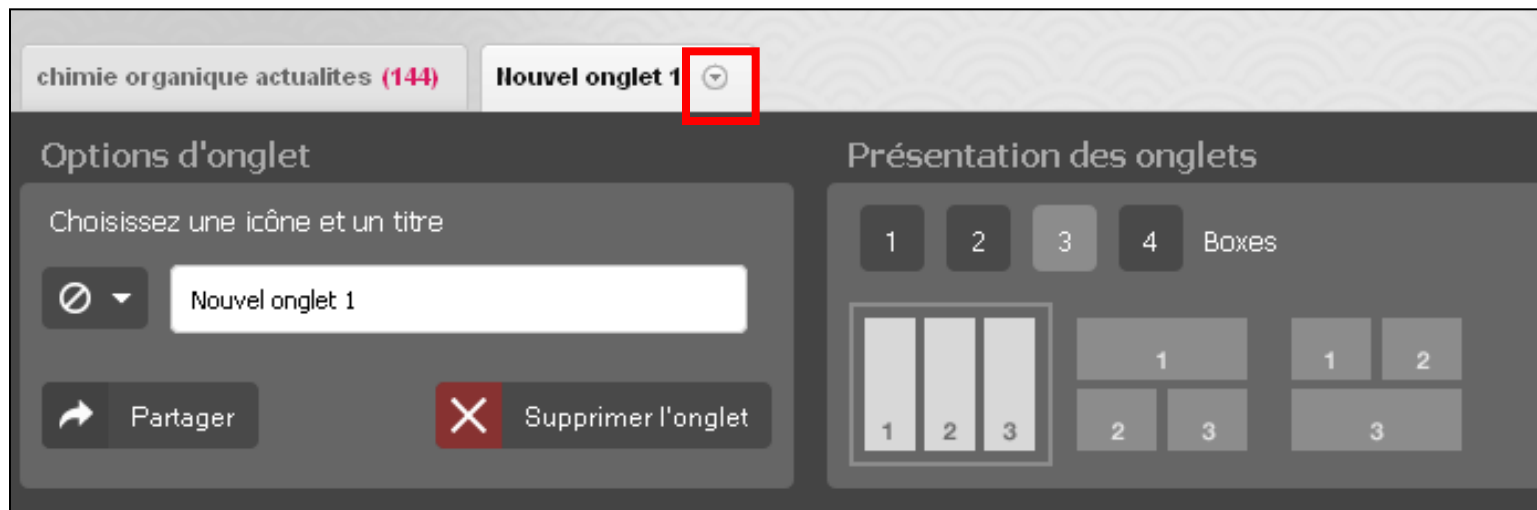 chimie organique actualites (144)
Nouvel onglet 1
Options d'onglet
Présentation des onglets
Choisissez une icône et un titre
1 2 3 4 Boxes
Nouvel onglet 1
Partager
Supprimer l'onglet
1 2 3
1
2 3
1 2
3